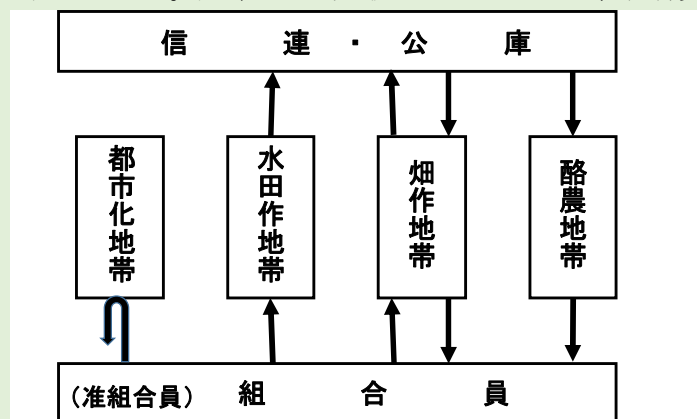 信連・公庫
都市化地帯
水田作地帯
畑作地帯
酪農地帯
(准組合員) 組合員